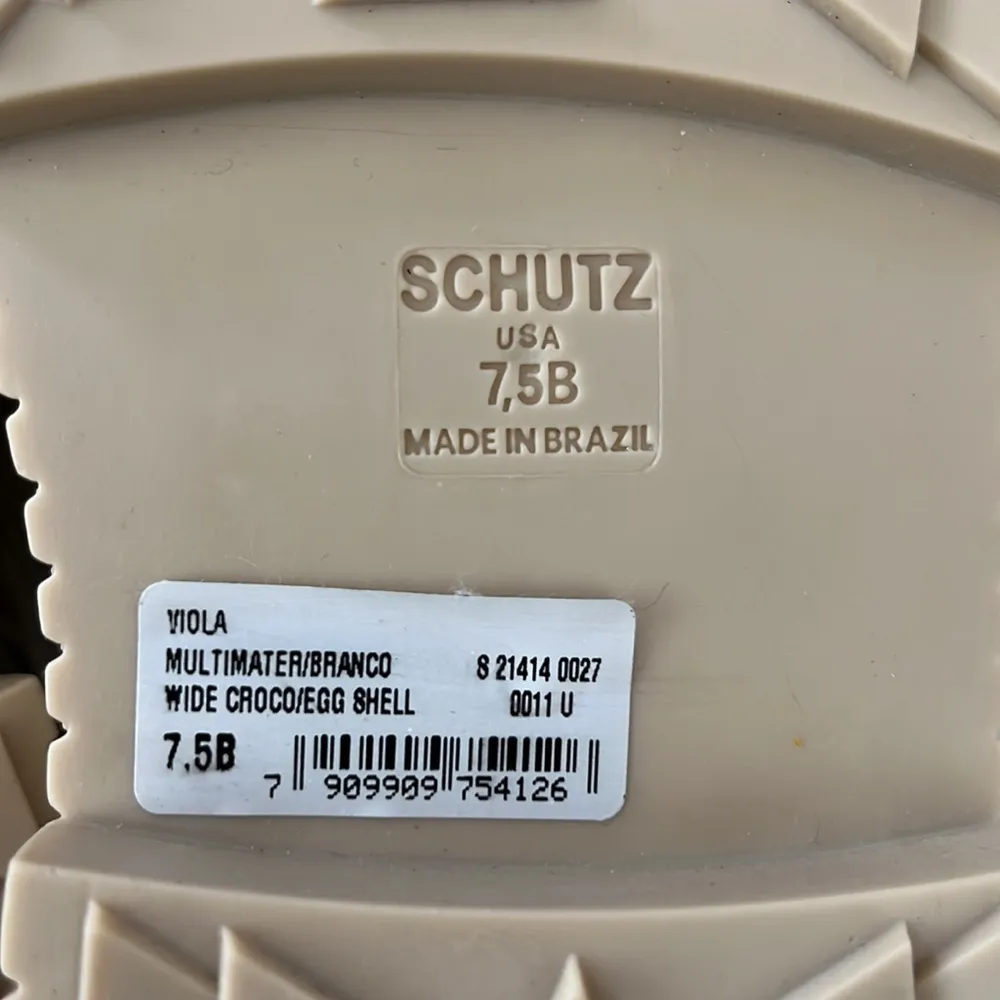 SCHUTZ
USA
7,5B
MADE IN BRAZIL
VIOLA
MULTIMATER/BRANCO S 21414 0027
WIDE CROCO/EGG SHELL 0011 U
7,5B
7 909909 754126